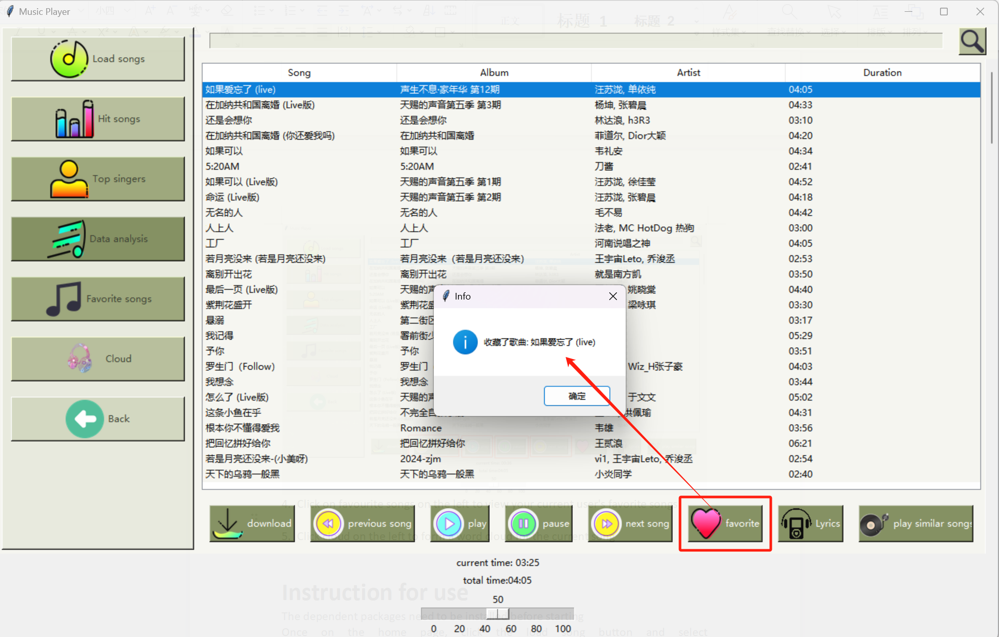 Music Player
小四
正文
标题 1
标题 2
样式集
查找替换
选择
排版
排列
Load songs
Hit songs
Top singers
Data analysis
Favorite songs
Cloud
Back
Song Album Artist Duration
如果爱忘了 (live) 声生不息·家年华 第12期 汪苏泷, 单依纯 04:05
在加纳共和国离婚 (Live版) 天赐的声音第五季 第3期 杨坤, 张碧晨 04:33
还是会想你 还是会想你 林达浪, h3R3 03:10
在加纳共和国离婚 (你还爱我吗) 在加纳共和国离婚 菲道尔, Dior大颖 04:20
如果可以 如果可以 韦礼安 04:34
5:20AM 5:20AM 刀酱 02:41
如果可以 (Live版) 天赐的声音第五季 第1期 汪苏泷, 徐佳莹 04:52
命运 (Live版) 天赐的声音第五季 第2期 汪苏泷, 张碧晨 04:18
无名的人 无名的人 毛不易 04:42
人上人 人上人 法老, MC HotDog 热狗 03:00
工厂 工厂 河南说唱之神 04:05
若月亮没来 (若是月亮还没来) 若月亮没来（若是月亮还没来） 王宇宙Leto, 乔浚丞 02:53
离别开出花 离别开出花 就是南方凯 03:50
最后一页 (Live版) 天赐的声 姚晓棠 04:40
紫荆花盛开 紫荆花盛 梁咏琪 03:30
悬溺 第二街区 03:17
我记得 署前街少 05:29
予你 予你 03:51
罗生门（Follow） 罗生门 Wiz_H张子豪 04:03
我想念 我想念 03:44
怎么了 (Live版) 天赐的声 于文文 05:02
这条小鱼在乎 不完全自 洪佩瑜 04:31
根本你不懂得爱我 Romance 韦雄 03:56
把回忆拼好给你 把回忆拼好给你 王贰浪 06:21
若是月亮还没来-(小美呀) 2024-zjm vi1, 王宇宙Leto, 乔浚丞 02:54
天下的乌鸦一般黑 天下的乌鸦一般黑 小炎同学 02:40
Info
收藏了歌曲: 如果爱忘了 (live)
确定
4. Click on favourite songs on the left to view your current user's favorite songs
download previous song play pause next song favorite Lyrics play similar songs
5. Click cloud on the left to form a word cloud for the current song
current time: 03:25
total time:04:05
Instruction for use
50
The dependent packages need to be installed before starting
0 20 40 60 80 100
Once on the home page, click the load song button and select